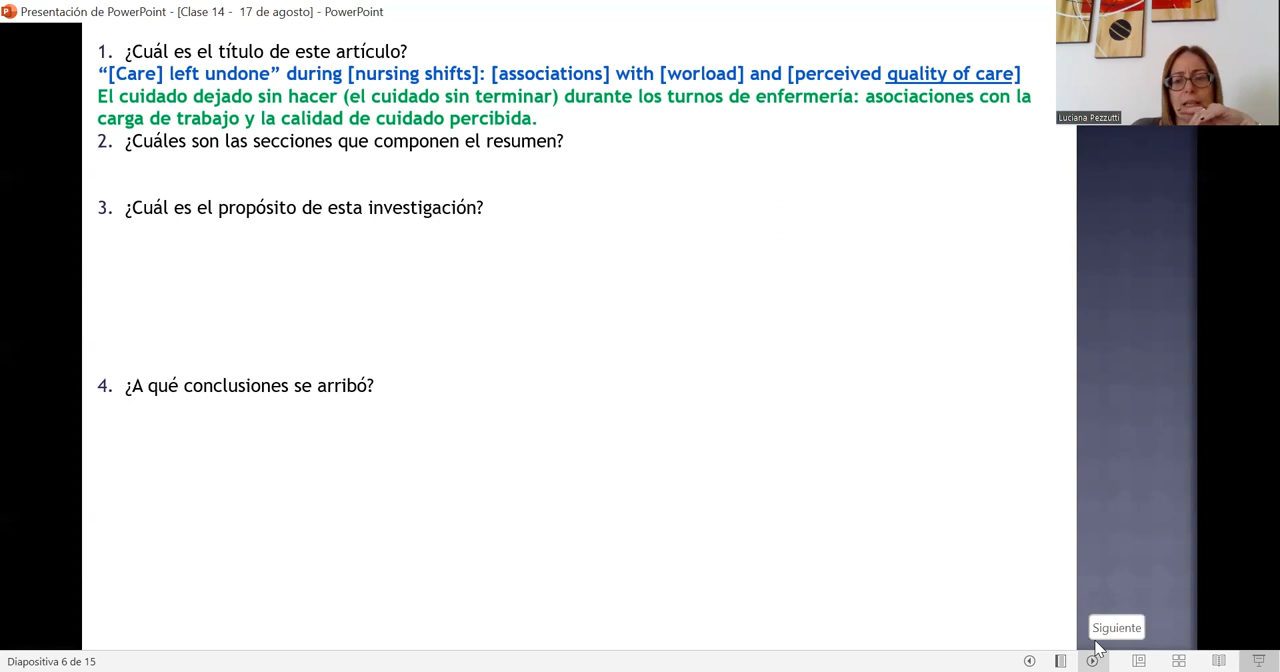 Presentación de PowerPoint - [Clase 14 - 17 de agosto] - PowerPoint
1. ¿Cuál es el título de este artículo?
“[Care] left undone” during [nursing shifts]: [associations] with [worload] and [perceived quality of care]
El cuidado dejado sin hacer (el cuidado sin terminar) durante los turnos de enfermería: asociaciones con la
carga de trabajo y la calidad de cuidado percibida.
2. ¿Cuáles son las secciones que componen el resumen?
3. ¿Cuál es el propósito de esta investigación?
4. ¿A qué conclusiones se arribó?
Luciana Pezzutti
Siguiente
Diapositiva 6 de 15